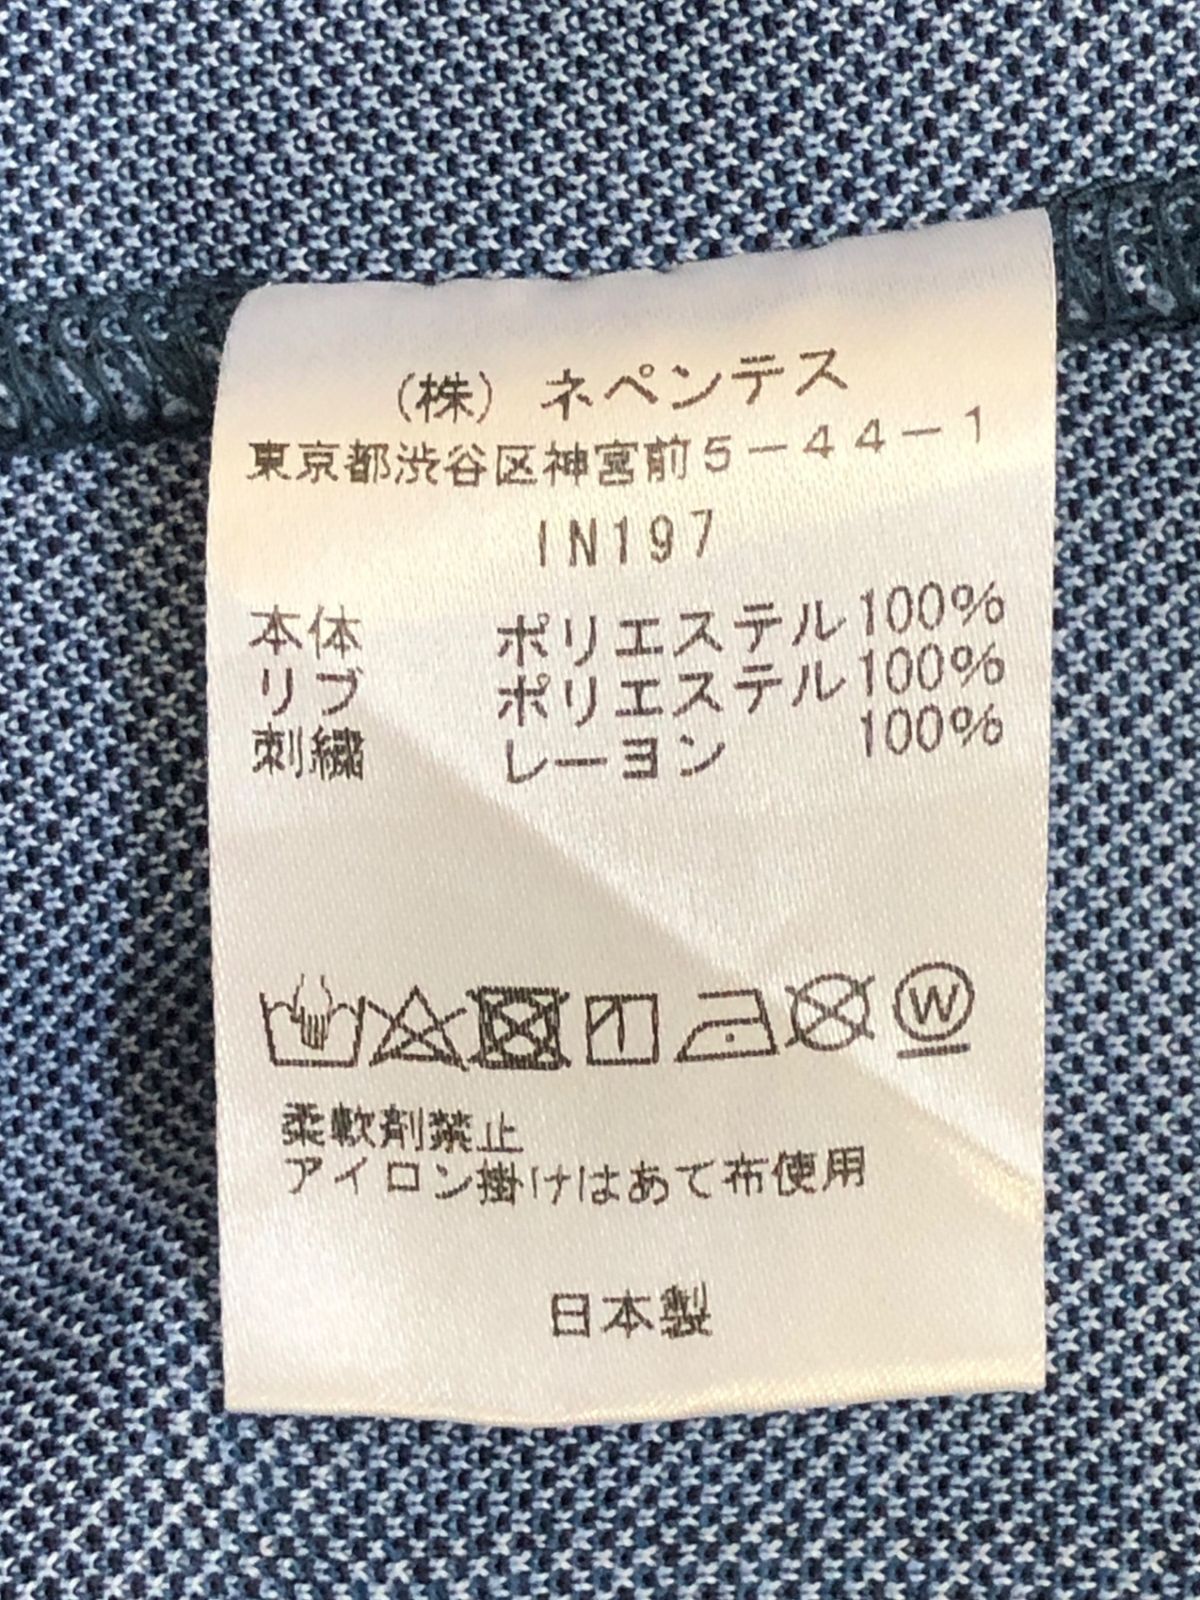 (株) ネペンテス
東京都渋谷区神宮前5-44-1
IN197
本体 ポリエステル100%
リブ ポリエステル100%
刺繍 レーヨン 100%
W
柔軟剤禁止
アイロン掛けはあて布使用
日本製